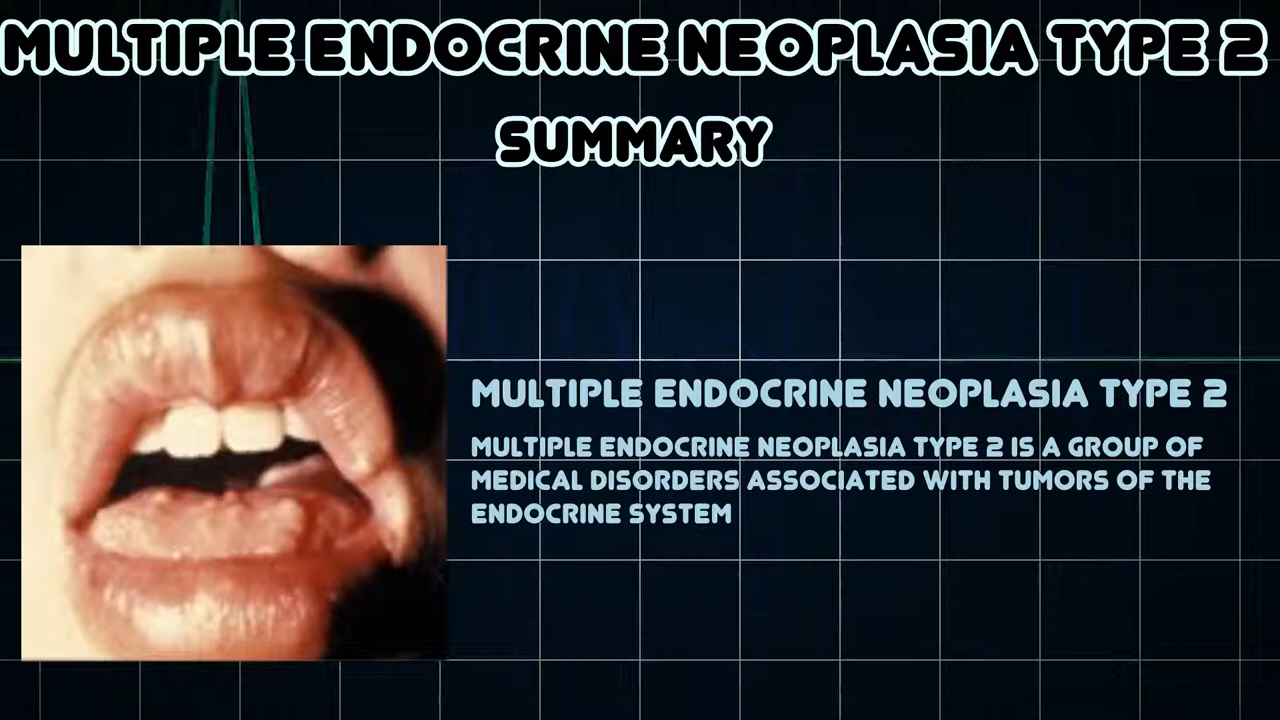 MULTIPLE ENDOCRINE NEOPLASIA TYPE 2
SUMMARY
MULTIPLE ENDOCRINE NEOPLASIA TYPE 2
MULTIPLE ENDOCRINE NEOPLASIA TYPE 2 IS A GROUP OF
MEDICAL DISORDERS ASSOCIATED WITH TUMORS OF THE
ENDOCRINE SYSTEM